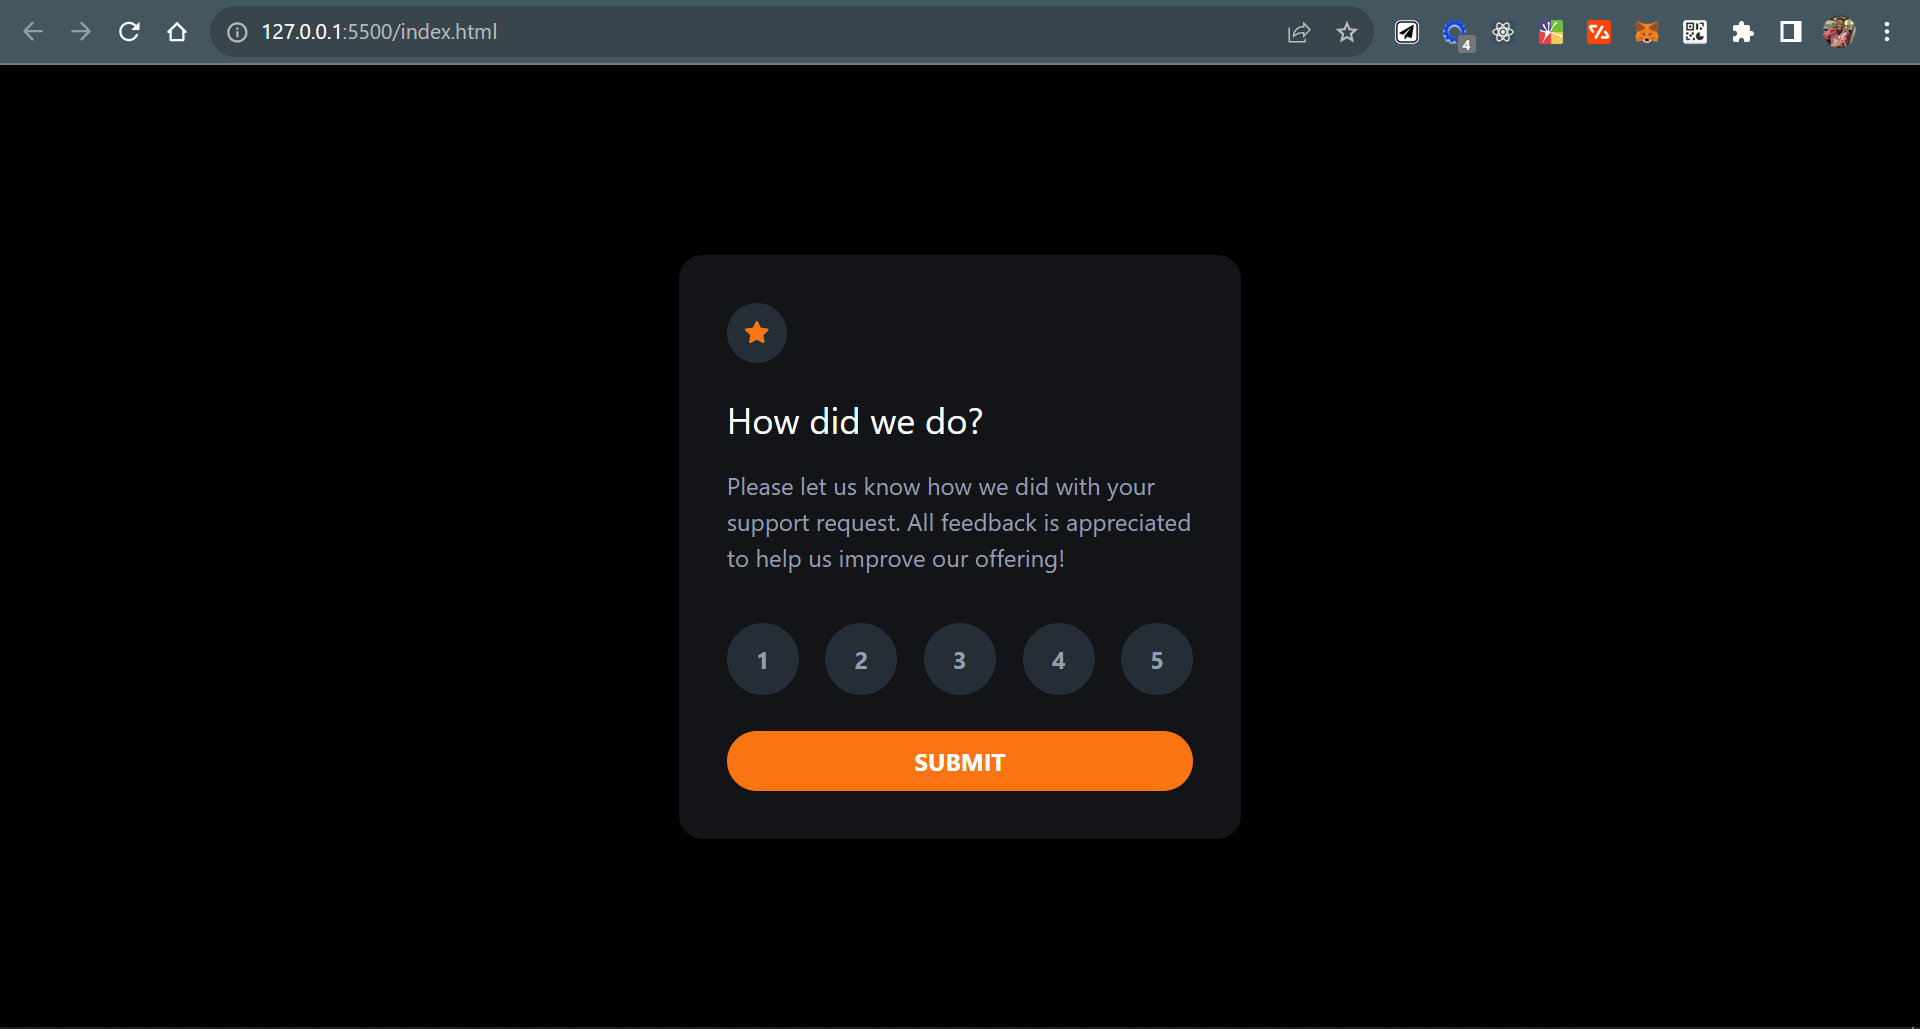 127.0.0.1:5500/index.html
4
How did we do?
Please let us know how we did with your
support request. All feedback is appreciated
to help us improve our offering!
1 2 3 4 5
SUBMIT